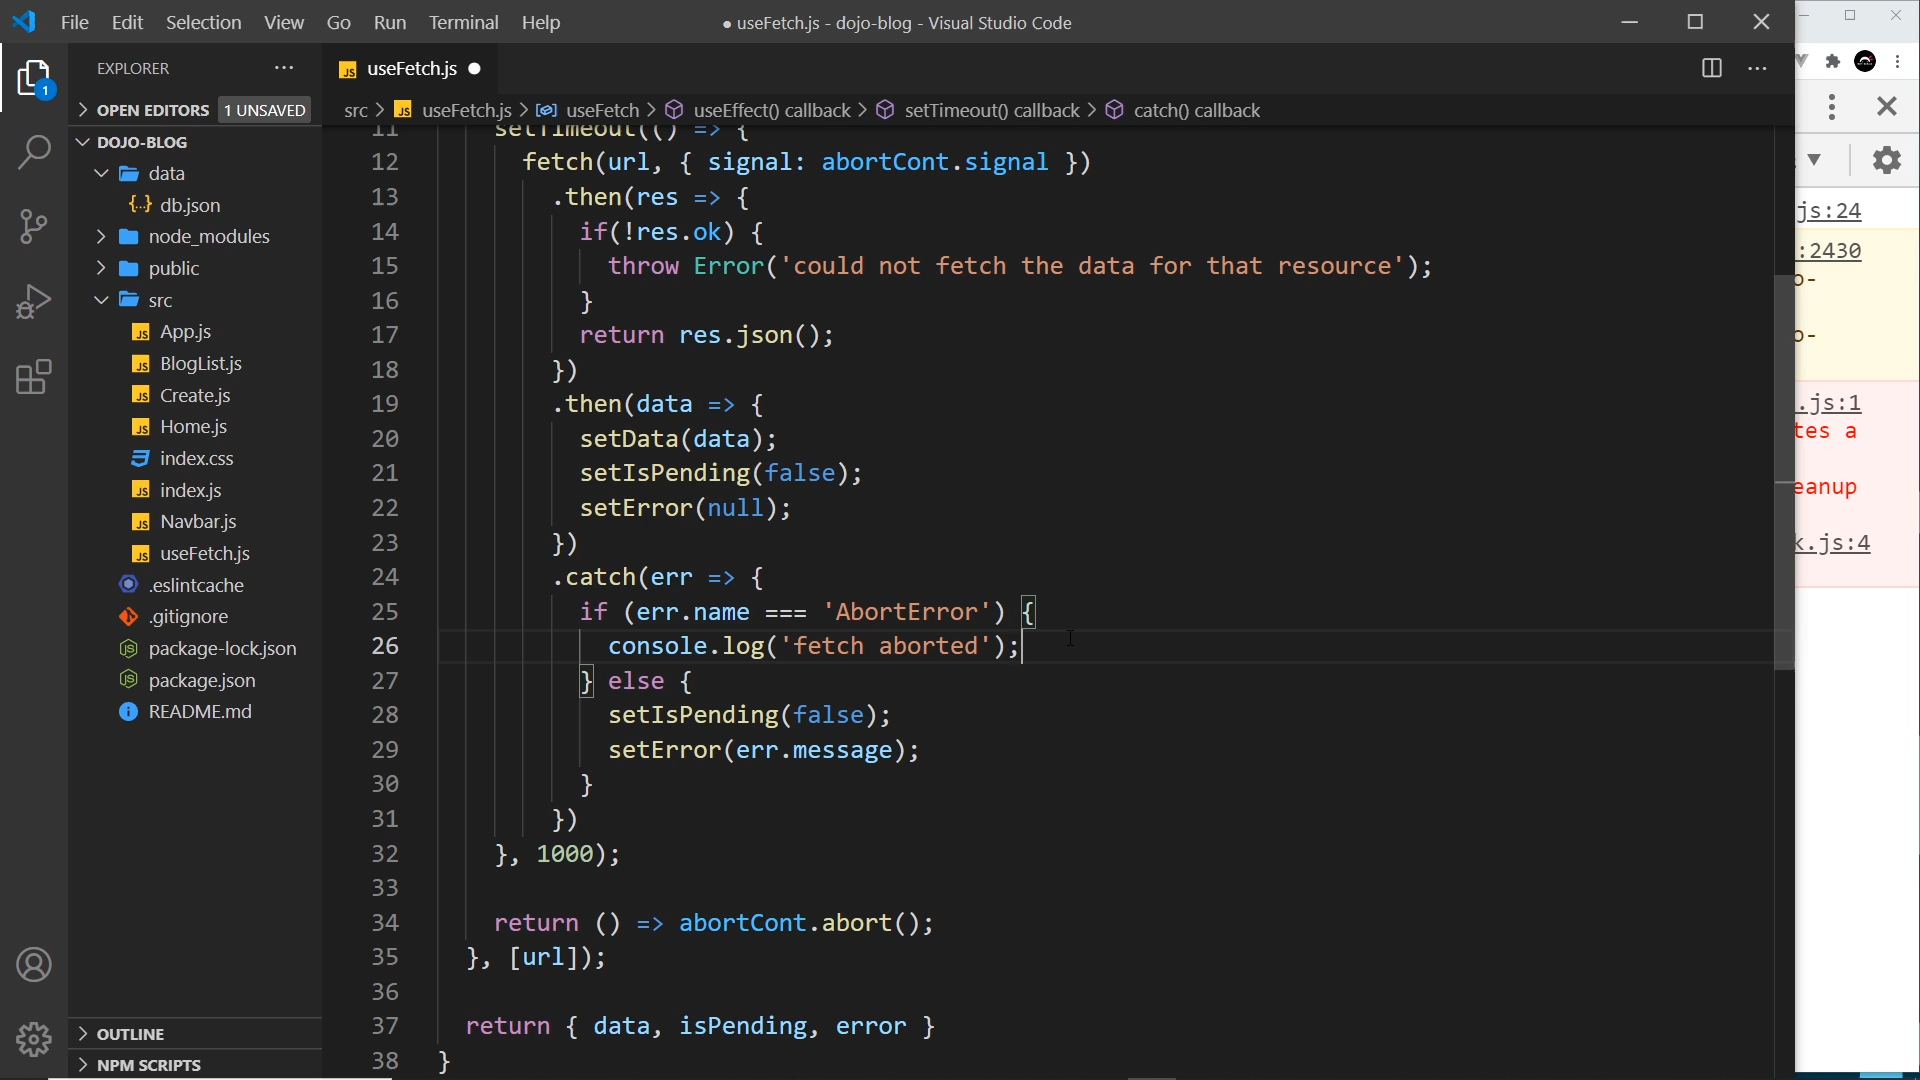 File Edit Selection View Go Run Terminal Help
● useFetch.js - dojo-blog - Visual Studio Code
EXPLORER
OPEN EDITORS 1 UNSAVED
DOJO-BLOG
data
db.json
node_modules
public
src
App.js
BlogList.js
Create.js
Home.js
index.css
index.js
Navbar.js
useFetch.js
.eslintcache
.gitignore
package-lock.json
package.json
README.md
OUTLINE
NPM SCRIPTS
1
JS useFetch.js ●
src > JS useFetch.js > useFetch > useEffect() callback > setTimeout() callback > catch() callback
11 setTimeout(() => {
12 fetch(url, { signal: abortCont.signal })
13 .then(res => {
14 if(!res.ok) {
15 throw Error('could not fetch the data for that resource');
16 }
17 return res.json();
18 })
19 .then(data => {
20 setData(data);
21 setIsPending(false);
22 setError(null);
23 })
24 .catch(err => {
25 if (err.name === 'AbortError') {
26 console.log('fetch aborted');
27 } else {
28 setIsPending(false);
29 setError(err.message);
30 }
31 })
32 }, 1000);
33
34 return () => abortCont.abort();
35 }, [url]);
36
37 return { data, isPending, error }
38 }
js:24
:2430
o-
o-
.js:1
tes a
eanup
k.js:4